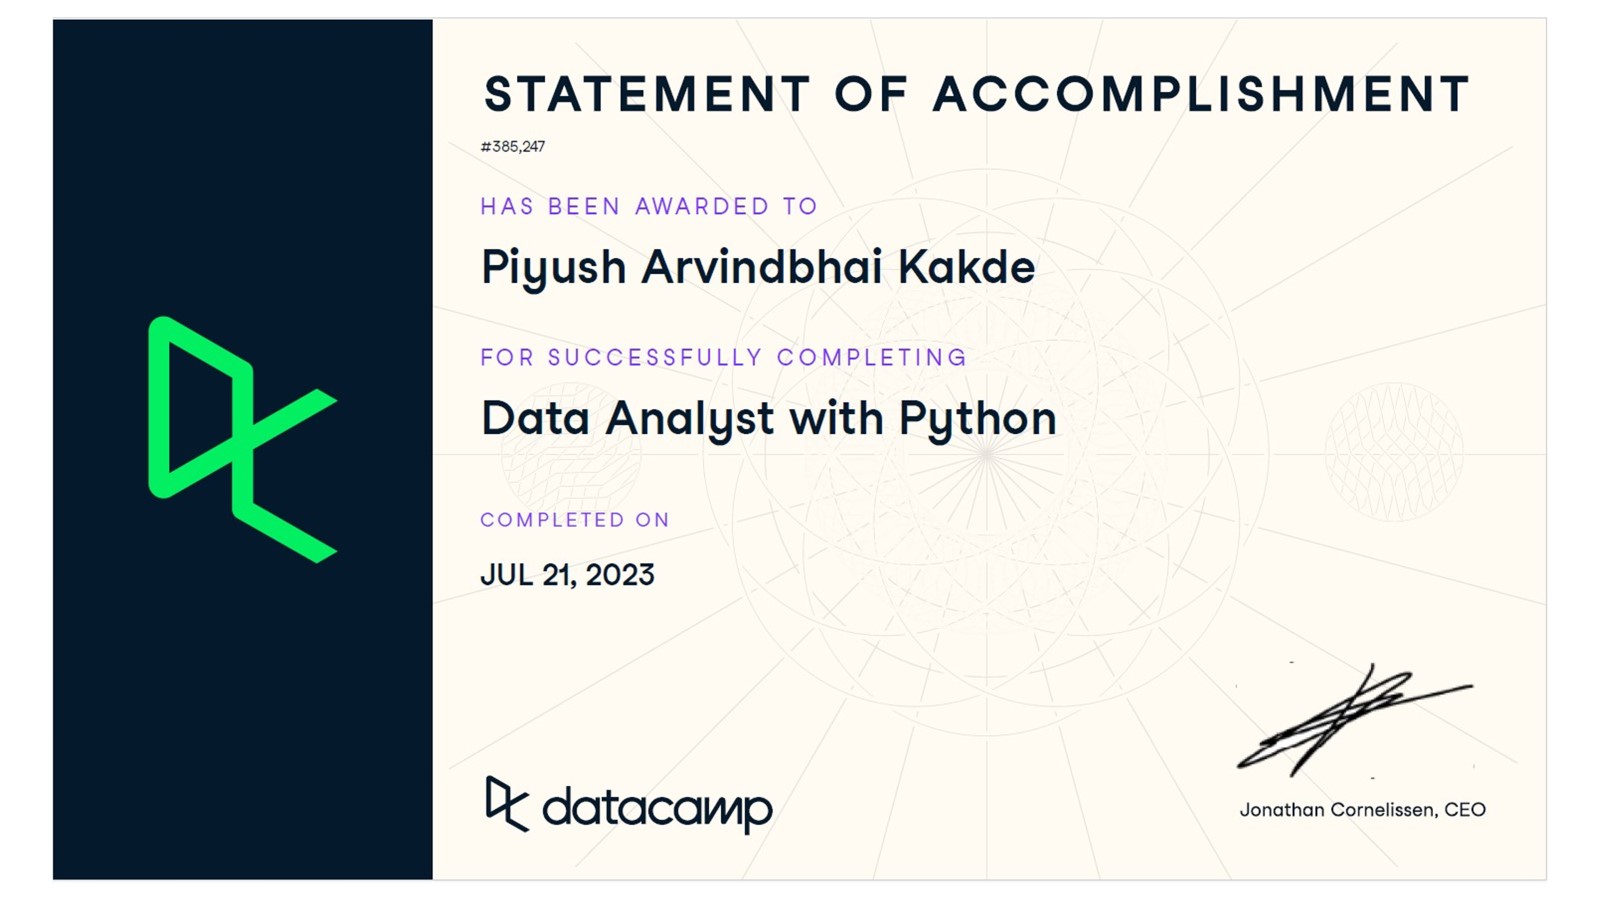 STATEMENT OF ACCOMPLISHMENT
#385,247
HAS BEEN AWARDED TO
Piyush Arvindbhai Kakde
FOR SUCCESSFULLY COMPLETING
Data Analyst with Python
COMPLETED ON
JUL 21, 2023
datacamp
Jonathan Cornelissen, CEO